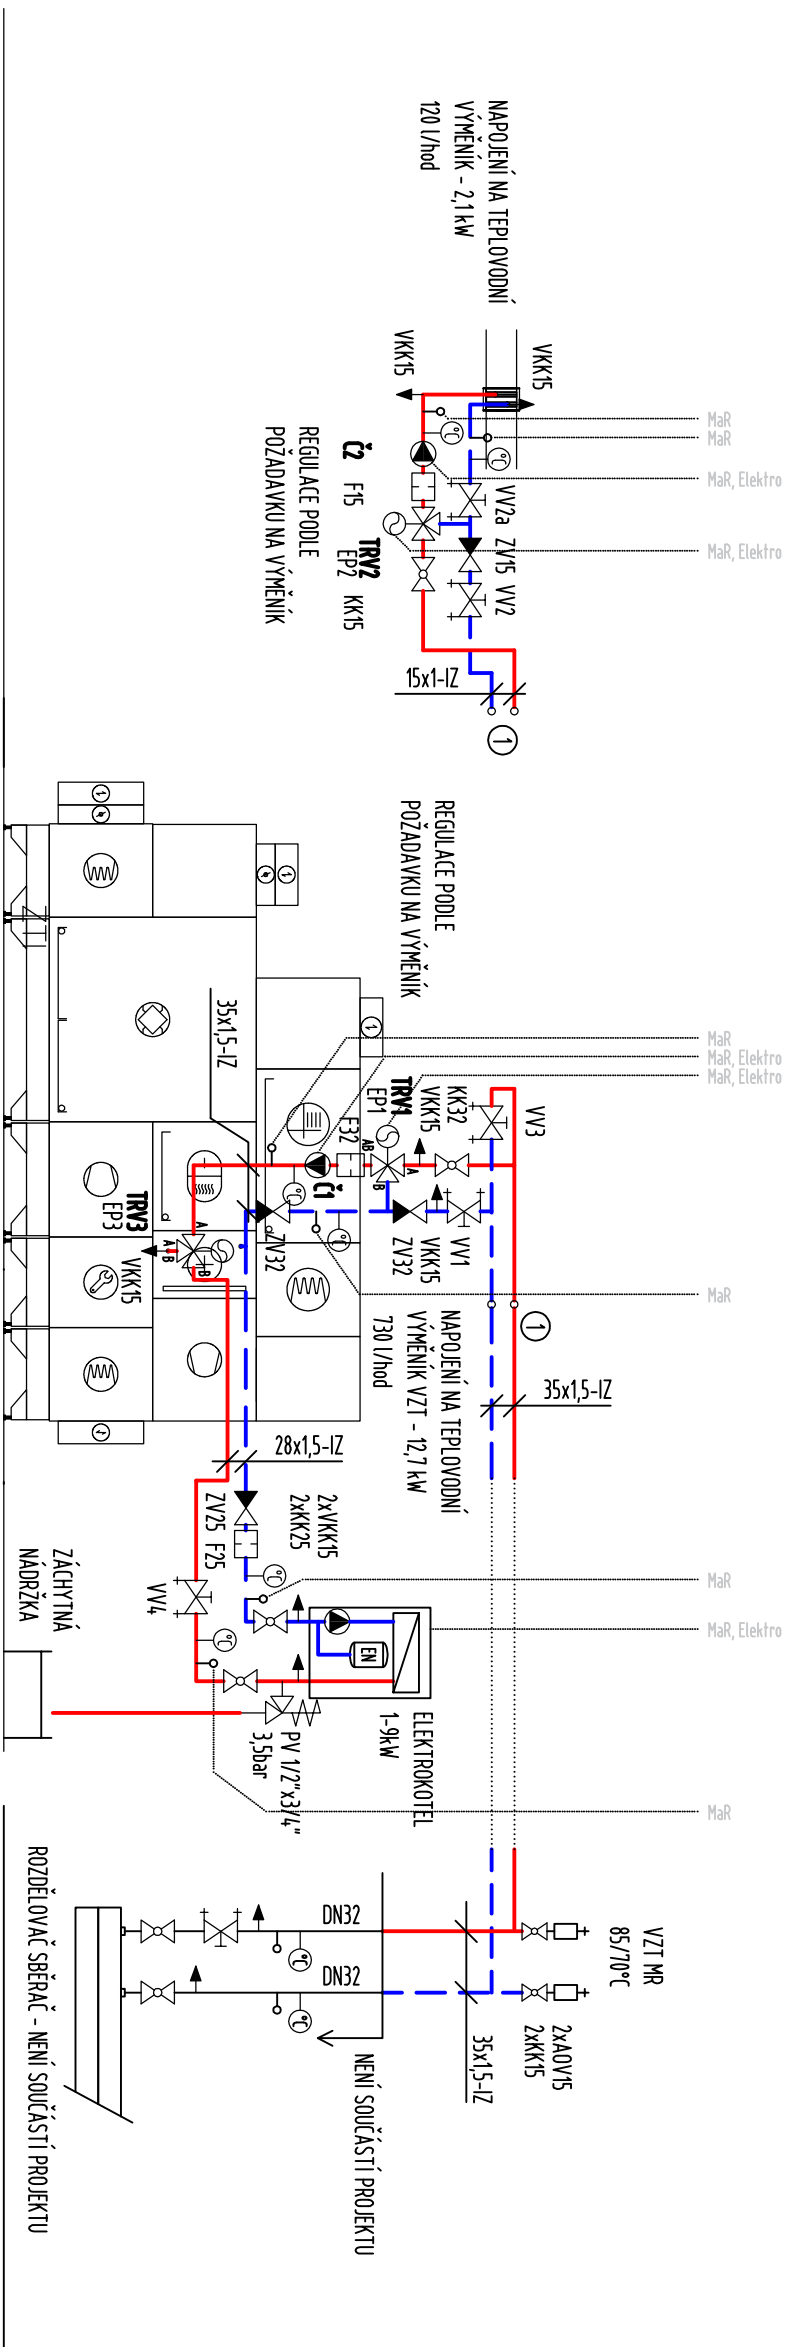 NAPOJENÍ NA TEPLOVODNÍ
VÝMĚNÍK - 2,1 kW
120 l/hod
VKK15
VKK15
MaR
MaR
MaR, Elektro
MaR, Elektro
°C
°C
VV2a
ZV15
VV2
Č2
F15
TRV2
EP2
KK15
REGULACE PODLE
POŽADAVKU NA VÝMĚNÍK
15x1-IZ
1
REGULACE PODLE
POŽADAVKU NA VÝMĚNÍK
MaR
MaR, Elektro
MaR, Elektro
VV3
KK32
VKK15
TRV1
EP1
F32
AB
A
B
Č1
°C
°C
35x1,5-IZ
ZV32
VV1
VKK15
ZV32
MaR
1
TRV3
EP3
A
A
B
B
VKK15
NAPOJENÍ NA TEPLOVODNÍ
VÝMĚNÍK VZT - 12,7 kW
730 l/hod
35x1,5-IZ
28x1,5-IZ
2xVKK15
2xKK25
ZV25
F25
°C
MaR
MaR, Elektro
VV4
°C
EN
ELEKTROKOTEL
1-9kW
PV 1/2"x3/4"
3,5bar
ZÁCHYTNÁ
NÁDRŽKA
MaR
VZT MR
85/70°C
2xAOV15
2xKK15
35x1,5-IZ
DN32
DN32
°C
°C
NENÍ SOUČÁSTÍ PROJEKTU
ROZDĚLOVAČ SBĚRAČ - NENÍ SOUČÁSTÍ PROJEKTU